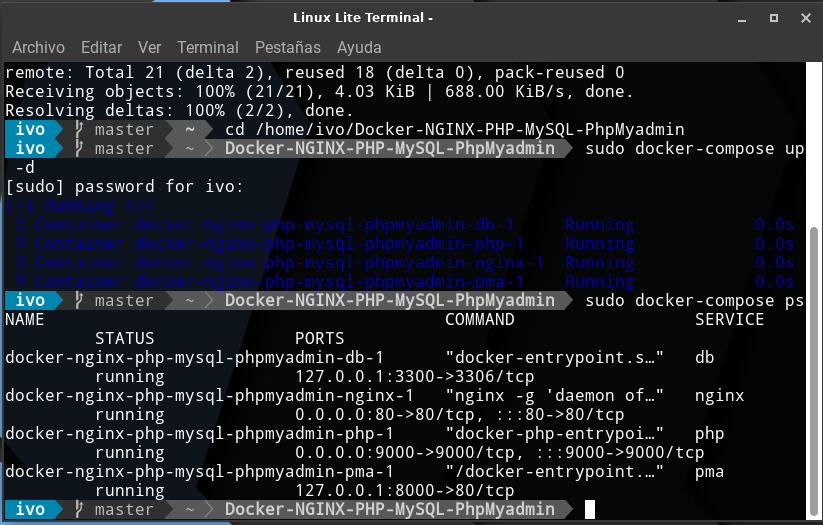 Linux Lite Terminal -
Archivo Editar Ver Terminal Pestañas Ayuda
remote: Total 21 (delta 2), reused 18 (delta 0), pack-reused 0
Receiving objects: 100% (21/21), 4.03 KiB | 688.00 KiB/s, done.
Resolving deltas: 100% (2/2), done.
ivo master ~ cd /home/ivo/Docker-NGINX-PHP-MySQL-PhpMyadmin
ivo master ~ Docker-NGINX-PHP-MySQL-PhpMyadmin sudo docker-compose up
-d
[sudo] password for ivo:
[+] Running 4/4
⠿ Container docker-nginx-php-mysql-phpmyadmin-db-1 Running 0.0s
⠿ Container docker-nginx-php-mysql-phpmyadmin-php-1 Running 0.0s
⠿ Container docker-nginx-php-mysql-phpmyadmin-nginx-1 Running 0.0s
⠿ Container docker-nginx-php-mysql-phpmyadmin-pma-1 Running 0.0s
ivo master ~ Docker-NGINX-PHP-MySQL-PhpMyadmin sudo docker-compose ps
NAME COMMAND SERVICE
STATUS PORTS
docker-nginx-php-mysql-phpmyadmin-db-1 "docker-entrypoint.s…" db
running 127.0.0.1:3300->3306/tcp
docker-nginx-php-mysql-phpmyadmin-nginx-1 "nginx -g 'daemon of…" nginx
running 0.0.0.0:80->80/tcp, :::80->80/tcp
docker-nginx-php-mysql-phpmyadmin-php-1 "docker-php-entrypoi…" php
running 0.0.0.0:9000->9000/tcp, :::9000->9000/tcp
docker-nginx-php-mysql-phpmyadmin-pma-1 "/docker-entrypoint.…" pma
running 127.0.0.1:8000->80/tcp
ivo master ~ Docker-NGINX-PHP-MySQL-PhpMyadmin